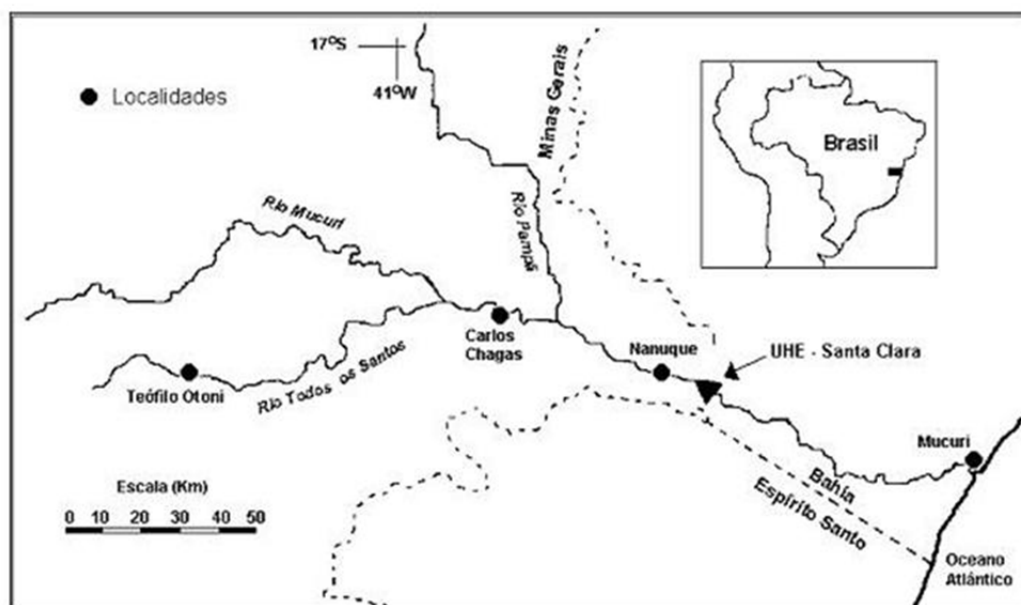 17°S
41°W
Localidades
Minas Gerais
Brasil
Rio Mucuri
Rio Pampã
Carlos
Chagas
Nanuque
UHE - Santa Clara
Teófilo Otoni
Rio Todos os Santos
Mucuri
Bahia
Espírito Santo
Escala (Km)
0 10 20 30 40 50
Oceano
Atlántico